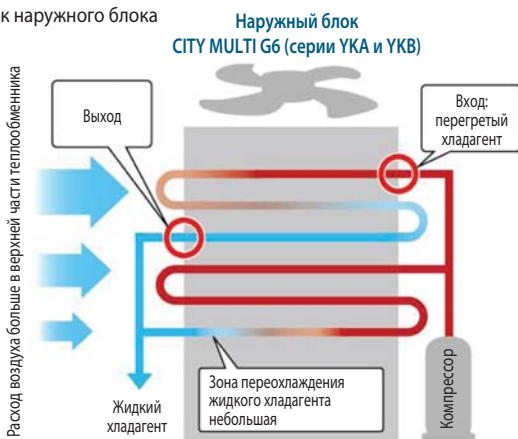 к наружного блока
Наружный блок
CITY MULTI G6 (серии YKA и YKB)
Выход
Вход:
перегретый
хладагент
Расход воздуха больше в верхней части теплообменника
Зона переохлаждения
жидкого хладагента
небольшая
Жидкий
хладагент
Компрессор